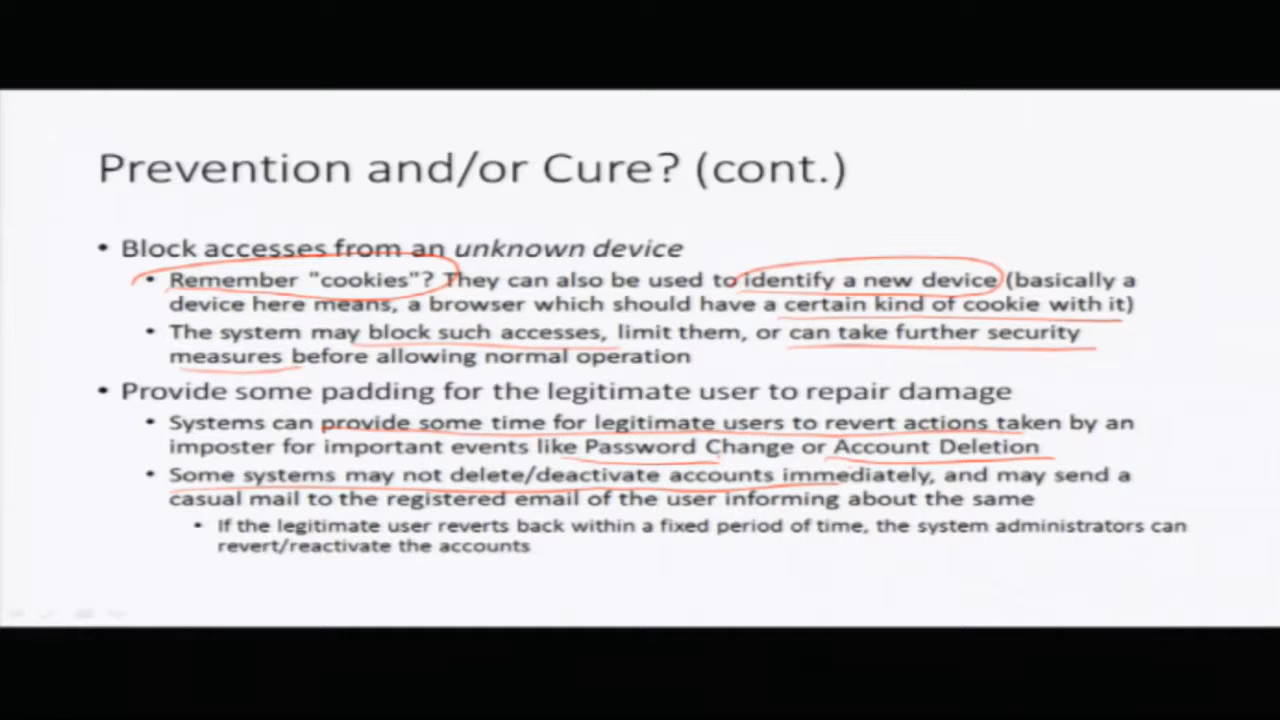 Prevention and/or Cure? (cont.)
• Block accesses from an unknown device
• Remember "cookies"? They can also be used to identify a new device (basically a
device here means, a browser which should have a certain kind of cookie with it)
• The system may block such accesses, limit them, or can take further security
measures before allowing normal operation
• Provide some padding for the legitimate user to repair damage
• Systems can provide some time for legitimate users to revert actions taken by an
imposter for important events like Password Change or Account Deletion
• Some systems may not delete/deactivate accounts immediately, and may send a
casual mail to the registered email of the user informing about the same
• If the legitimate user reverts back within a fixed period of time, the system administrators can
revert/reactivate the accounts